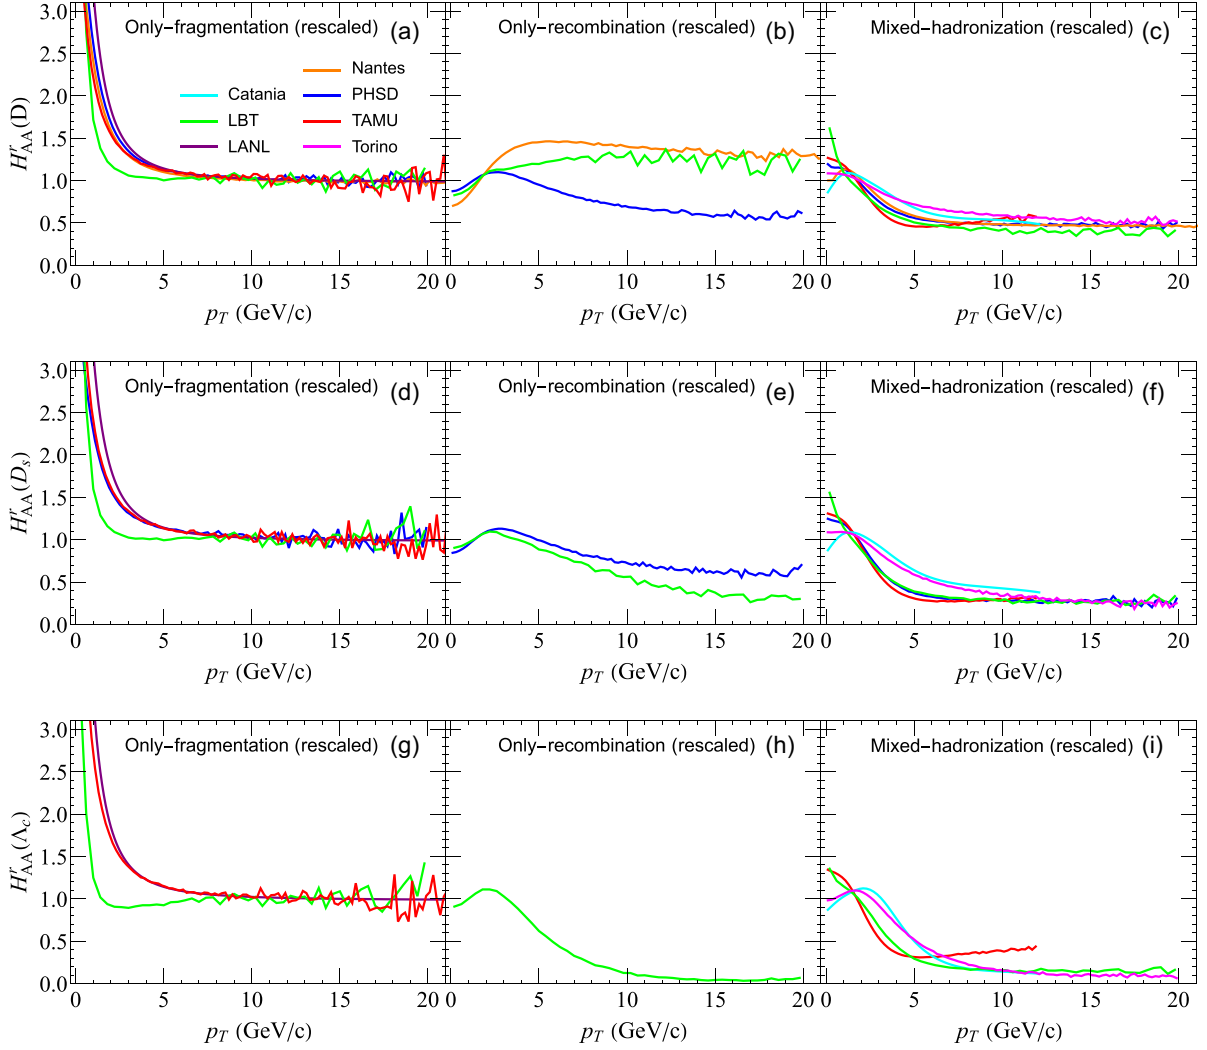 Only−fragmentation (rescaled) (a)
Only−recombination (rescaled) (b)
Mixed−hadronization (rescaled) (c)
Catania
LBT
LANL
Nantes
PHSD
TAMU
Torino
H^r_AA(D)
3.0
2.5
2.0
1.5
1.0
0.5
0.0
0 5 10 15 20
0 5 10 15 20
0 5 10 15 20
p_T (GeV/c)
p_T (GeV/c)
p_T (GeV/c)
Only−fragmentation (rescaled) (d)
Only−recombination (rescaled) (e)
Mixed−hadronization (rescaled) (f)
H^r_AA(D_s)
3.0
2.5
2.0
1.5
1.0
0.5
0.0
0 5 10 15 20
0 5 10 15 20
0 5 10 15 20
p_T (GeV/c)
p_T (GeV/c)
p_T (GeV/c)
Only−fragmentation (rescaled) (g)
Only−recombination (rescaled) (h)
Mixed−hadronization (rescaled) (i)
H^r_AA(Λ_c)
3.0
2.5
2.0
1.5
1.0
0.5
0.0
0 5 10 15 20
0 5 10 15 20
0 5 10 15 20
p_T (GeV/c)
p_T (GeV/c)
p_T (GeV/c)